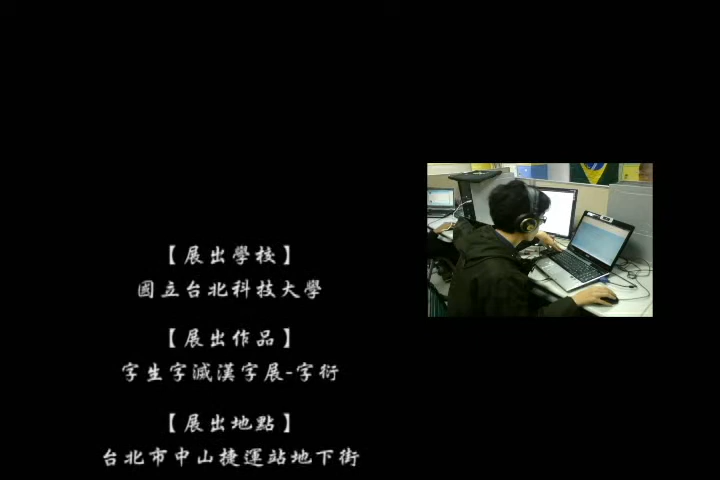 【展出學校】
國立台北科技大學
【展出作品】
字生字滅漢字展-字衍
【展出地點】
台北市中山捷運站地下街